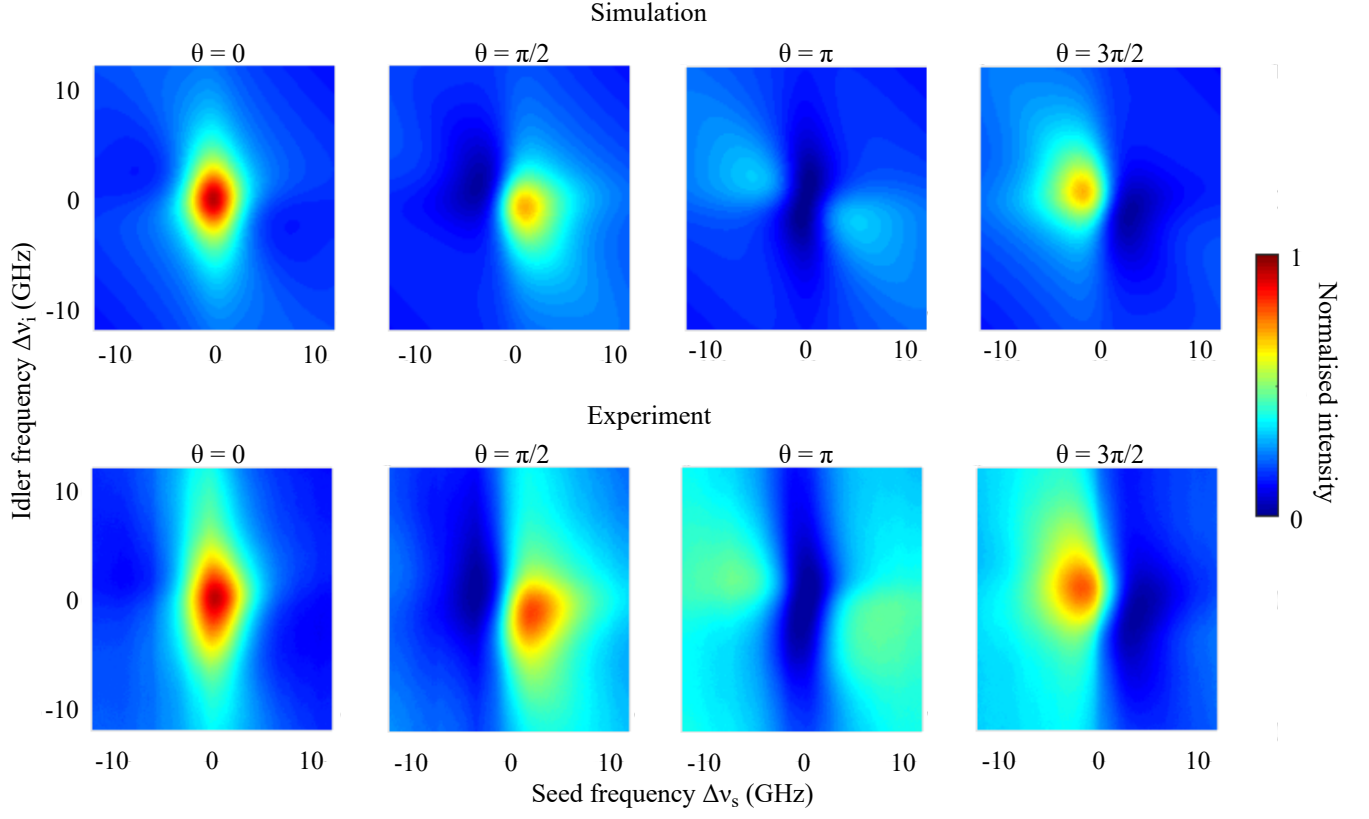 Simulation
θ = 0 θ = π/2 θ = π θ = 3π/2
10
0
-10
-10 0 10 -10 0 10 -10 0 10 -10 0 10
Idler frequency Δνi (GHz)
1
Normalised intensity
0
Experiment
θ = 0 θ = π/2 θ = π θ = 3π/2
10
0
-10
-10 0 10 -10 0 10 -10 0 10 -10 0 10
Seed frequency Δνs (GHz)